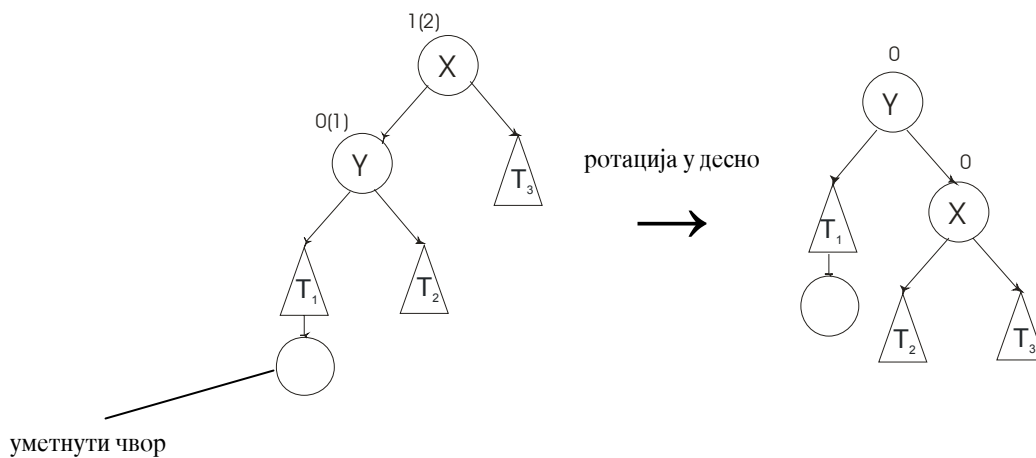 1(2)
X
0(1)
Y
T₃
T₁
T₂
уметнути чвор
ротација у десно
0
Y
0
X
T₁
T₂
T₃